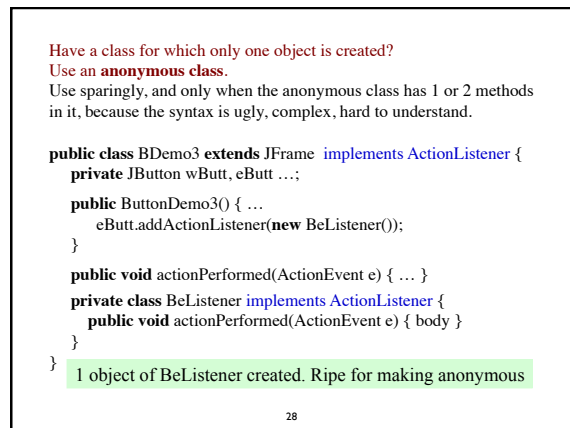 Have a class for which only one object is created?
Use an anonymous class.
Use sparingly, and only when the anonymous class has 1 or 2 methods
in it, because the syntax is ugly, complex, hard to understand.
public class BDemo3 extends JFrame implements ActionListener {
private JButton wButt, eButt …;
public ButtonDemo3() { …
eButt.addActionListener(new BeListener());
}
public void actionPerformed(ActionEvent e) { … }
private class BeListener implements ActionListener {
public void actionPerformed(ActionEvent e) { body }
}
}
1 object of BeListener created. Ripe for making anonymous
28